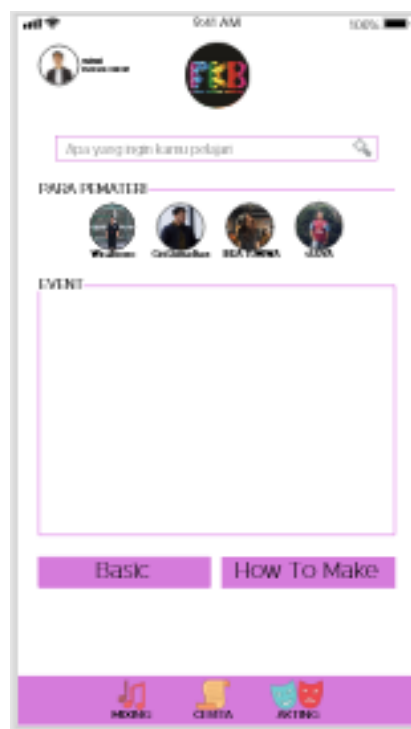 9:41 AM 100%
FKB
Apa yang ingin kamu pelajari
PARA PEMATERI
EVENT
Basic
How To Make
MIXING CERITA AKTING